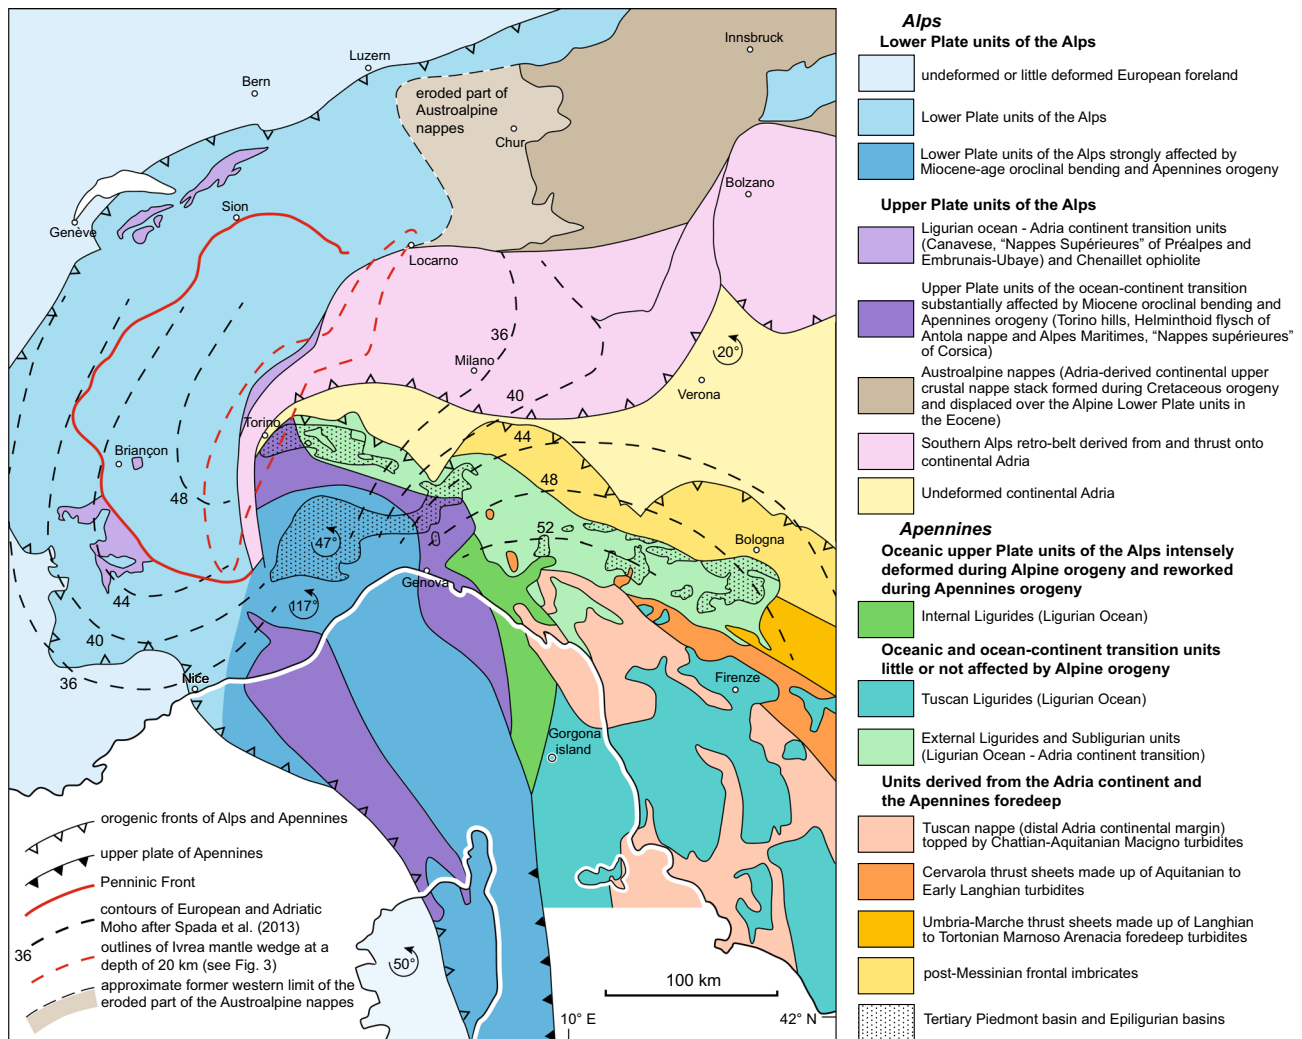 Innsbruck
Luzern
Bern
eroded part of
Austroalpine
nappes
Chur
Bolzano
Sion
Genève
Locarno
36
Milano
20°
Verona
40
Torino
44
Briançon
48
48
52
47°
Bologna
Genova
117°
44
40
36
Nice
Firenze
Gorgona
island
50°
100 km
10° E
42° N
orogenic fronts of Alps and Apennines
upper plate of Apennines
Penninic Front
contours of European and Adriatic
Moho after Spada et al. (2013)
36
outlines of Ivrea mantle wedge at a
depth of 20 km (see Fig. 3)
approximate former western limit of the
eroded part of the Austroalpine nappes
Alps
Lower Plate units of the Alps
undeformed or little deformed European foreland
Lower Plate units of the Alps
Lower Plate units of the Alps strongly affected by
Miocene-age oroclinal bending and Apennines orogeny
Upper Plate units of the Alps
Ligurian ocean - Adria continent transition units
(Canavese, “Nappes Supérieures” of Préalpes and
Embrunais-Ubaye) and Chenaillet ophiolite
Upper Plate units of the ocean-continent transition
substantially affected by Miocene oroclinal bending and
Apennines orogeny (Torino hills, Helminthoid flysch of
Antola nappe and Alpes Maritimes, “Nappes supérieures”
of Corsica)
Austroalpine nappes (Adria-derived continental upper
crustal nappe stack formed during Cretaceous orogeny
and displaced over the Alpine Lower Plate units in
the Eocene)
Southern Alps retro-belt derived from and thrust onto
continental Adria
Undeformed continental Adria
Apennines
Oceanic upper Plate units of the Alps intensely
deformed during Alpine orogeny and reworked
during Apennines orogeny
Internal Ligurides (Ligurian Ocean)
Oceanic and ocean-continent transition units
little or not affected by Alpine orogeny
Tuscan Ligurides (Ligurian Ocean)
External Ligurides and Subligurian units
(Ligurian Ocean - Adria continent transition)
Units derived from the Adria continent and
the Apennines foredeep
Tuscan nappe (distal Adria continental margin)
topped by Chattian-Aquitanian Macigno turbidites
Cervarola thrust sheets made up of Aquitanian to
Early Langhian turbidites
Umbria-Marche thrust sheets made up of Langhian
to Tortonian Marnoso Arenacia foredeep turbidites
post-Messinian frontal imbricates
Tertiary Piedmont basin and Epiligurian basins